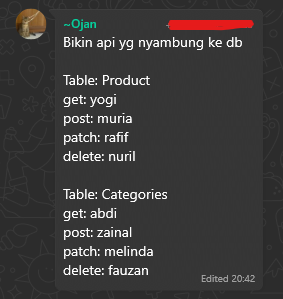 ~Ojan
Bikin api yg nyambung ke db

Table: Product
get: yogi
post: muria
patch: rafif
delete: nuril

Table: Categories
get: abdi
post: zainal
patch: melinda
delete: fauzan
Edited 20:42